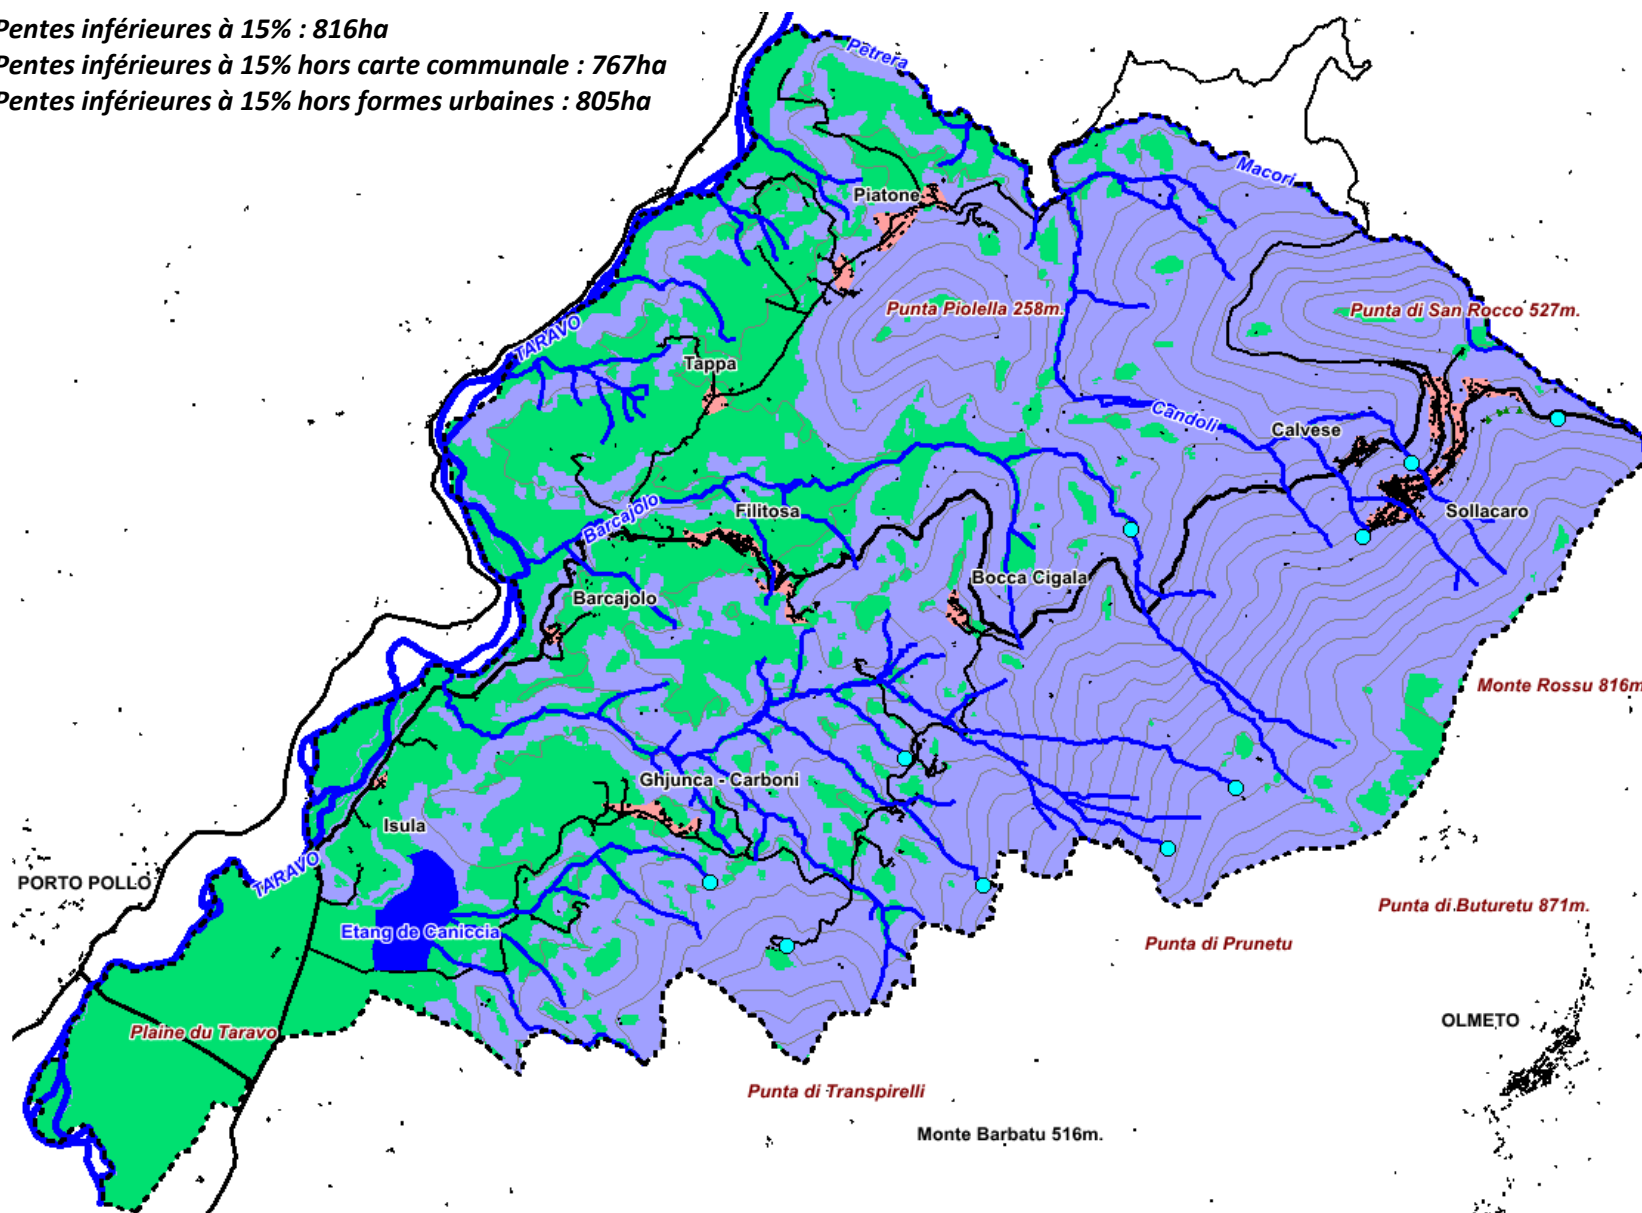 Pentes inférieures à 15% : 816ha
Pentes inférieures à 15% hors carte communale : 767ha
Pentes inférieures à 15% hors formes urbaines : 805ha
Petrera
Macori
Piatone
Punta Piolella 258m.
Punta di San Rocco 527m.
TARAVO
Tappa
Candoli
Calvese
Barcajolo
Filitosa
Sollacaro
Bocca Cigala
Barcajolo
Monte Rossu 816m
Ghjunca - Carboni
Isula
TARAVO
PORTO POLLO
Etang de Caniccia
Punta di Buturetu 871m.
Punta di Prunetu
Plaine du Taravo
OLMETO
Punta di Transpirelli
Monte Barbatu 516m.